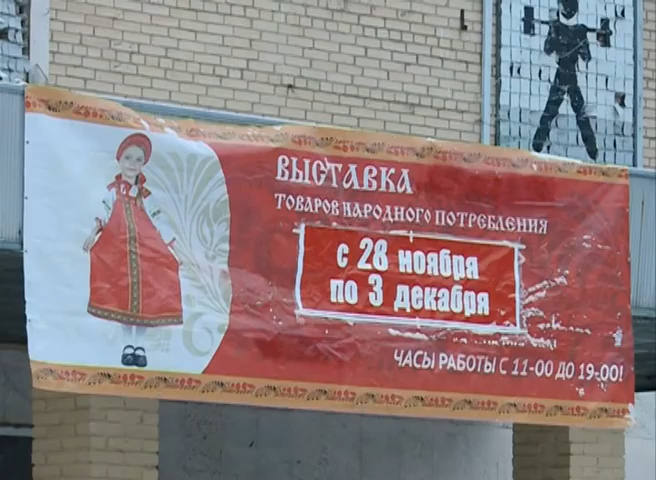 ВЫСТАВКА
ТОВАРОВ НАРОДНОГО ПОТРЕБЛЕНИЯ
с 28 ноября
по 3 декабря
ЧАСЫ РАБОТЫ С 11-00 ДО 19-00!